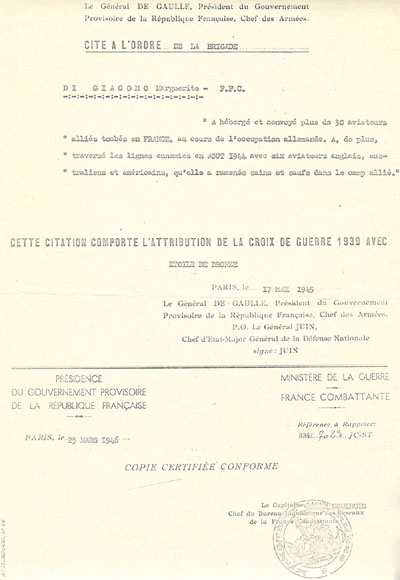 Le Général DE GAULLE, Président du Gouvernement
Provisoire de la République Française, Chef des Armées.
CITE A L'ORDRE DE LA BRIGADE
DI GIACOMO Marguerite - F.F.C.
" A hébergé et convoyé plus de 30 aviateurs
" alliés tombés en FRANCE, au cours de l'occupation allemande. A, de plus,
" traversé les lignes ennemies en AOUT 1944 avec six aviateurs anglais, aus-
" traliens et américains, qu'elle a ramenés sains et saufs dans le camp allié."
CETTE CITATION COMPORTE L'ATTRIBUTION DE LA CROIX DE GUERRE 1939 AVEC
ETOILE DE BRONZE
PARIS, le 17 MAI 1945
Le Général DE GAULLE, Président du Gouvernement
Provisoire de la République Française, Chef des Armées.
P.O. Le Général JUIN,
Chef d'Etat-Major Général de la Défense Nationale
signé : JUIN
PRÉSIDENCE
DU GOUVERNEMENT PROVISOIRE
DE LA RÉPUBLIQUE FRANÇAISE
MINISTÈRE DE LA GUERRE
FRANCE COMBATTANTE
Référence à Rappeler:
JC-ST
PARIS, le 23 MARS 1946
COPIE CERTIFIÉE CONFORME
Le Capitaine
Chef du Bureau Liquidateur des Réseaux
de la France Combattante